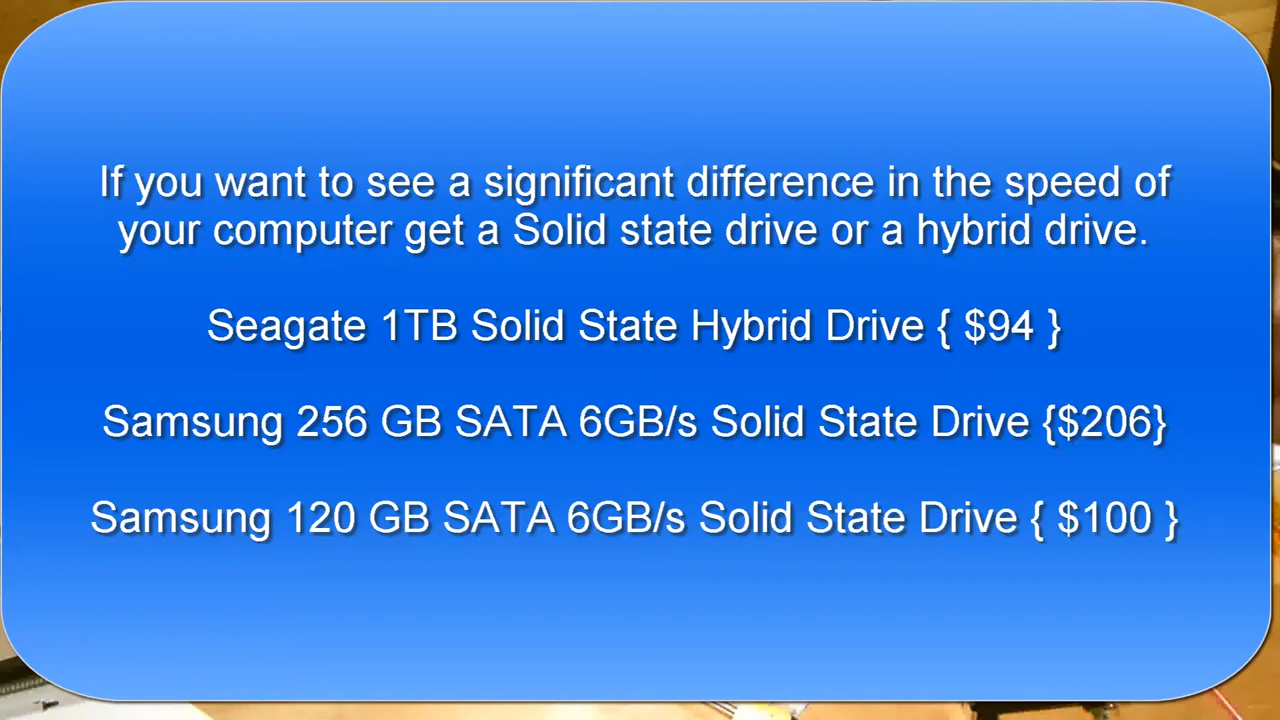 If you want to see a significant difference in the speed of
your computer get a Solid state drive or a hybrid drive.
Seagate 1TB Solid State Hybrid Drive { $94 }
Samsung 256 GB SATA 6GB/s Solid State Drive {$206}
Samsung 120 GB SATA 6GB/s Solid State Drive { $100 }